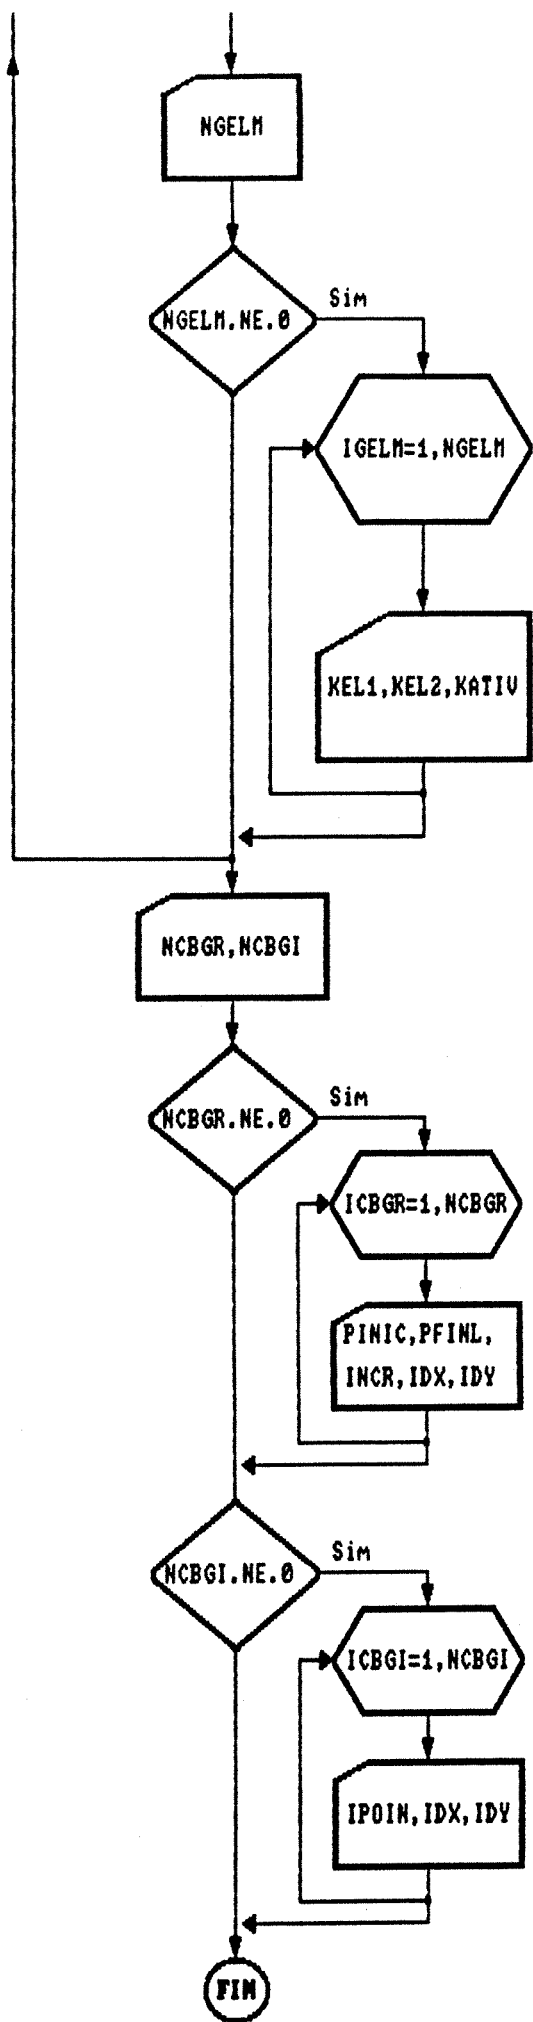 NGELM
NGELM.NE.0
Sim
IGELM=1,NGELM
KEL1,KEL2,KATIV
NCBGR,NCBGI
NCBGR.NE.0
Sim
ICBGR=1,NCBGR
PINIC,PFINL,
INCR,IDX,IDY
NCBGI.NE.0
Sim
ICBGI=1,NCBGI
IPOIN,IDX,IDY
FIM